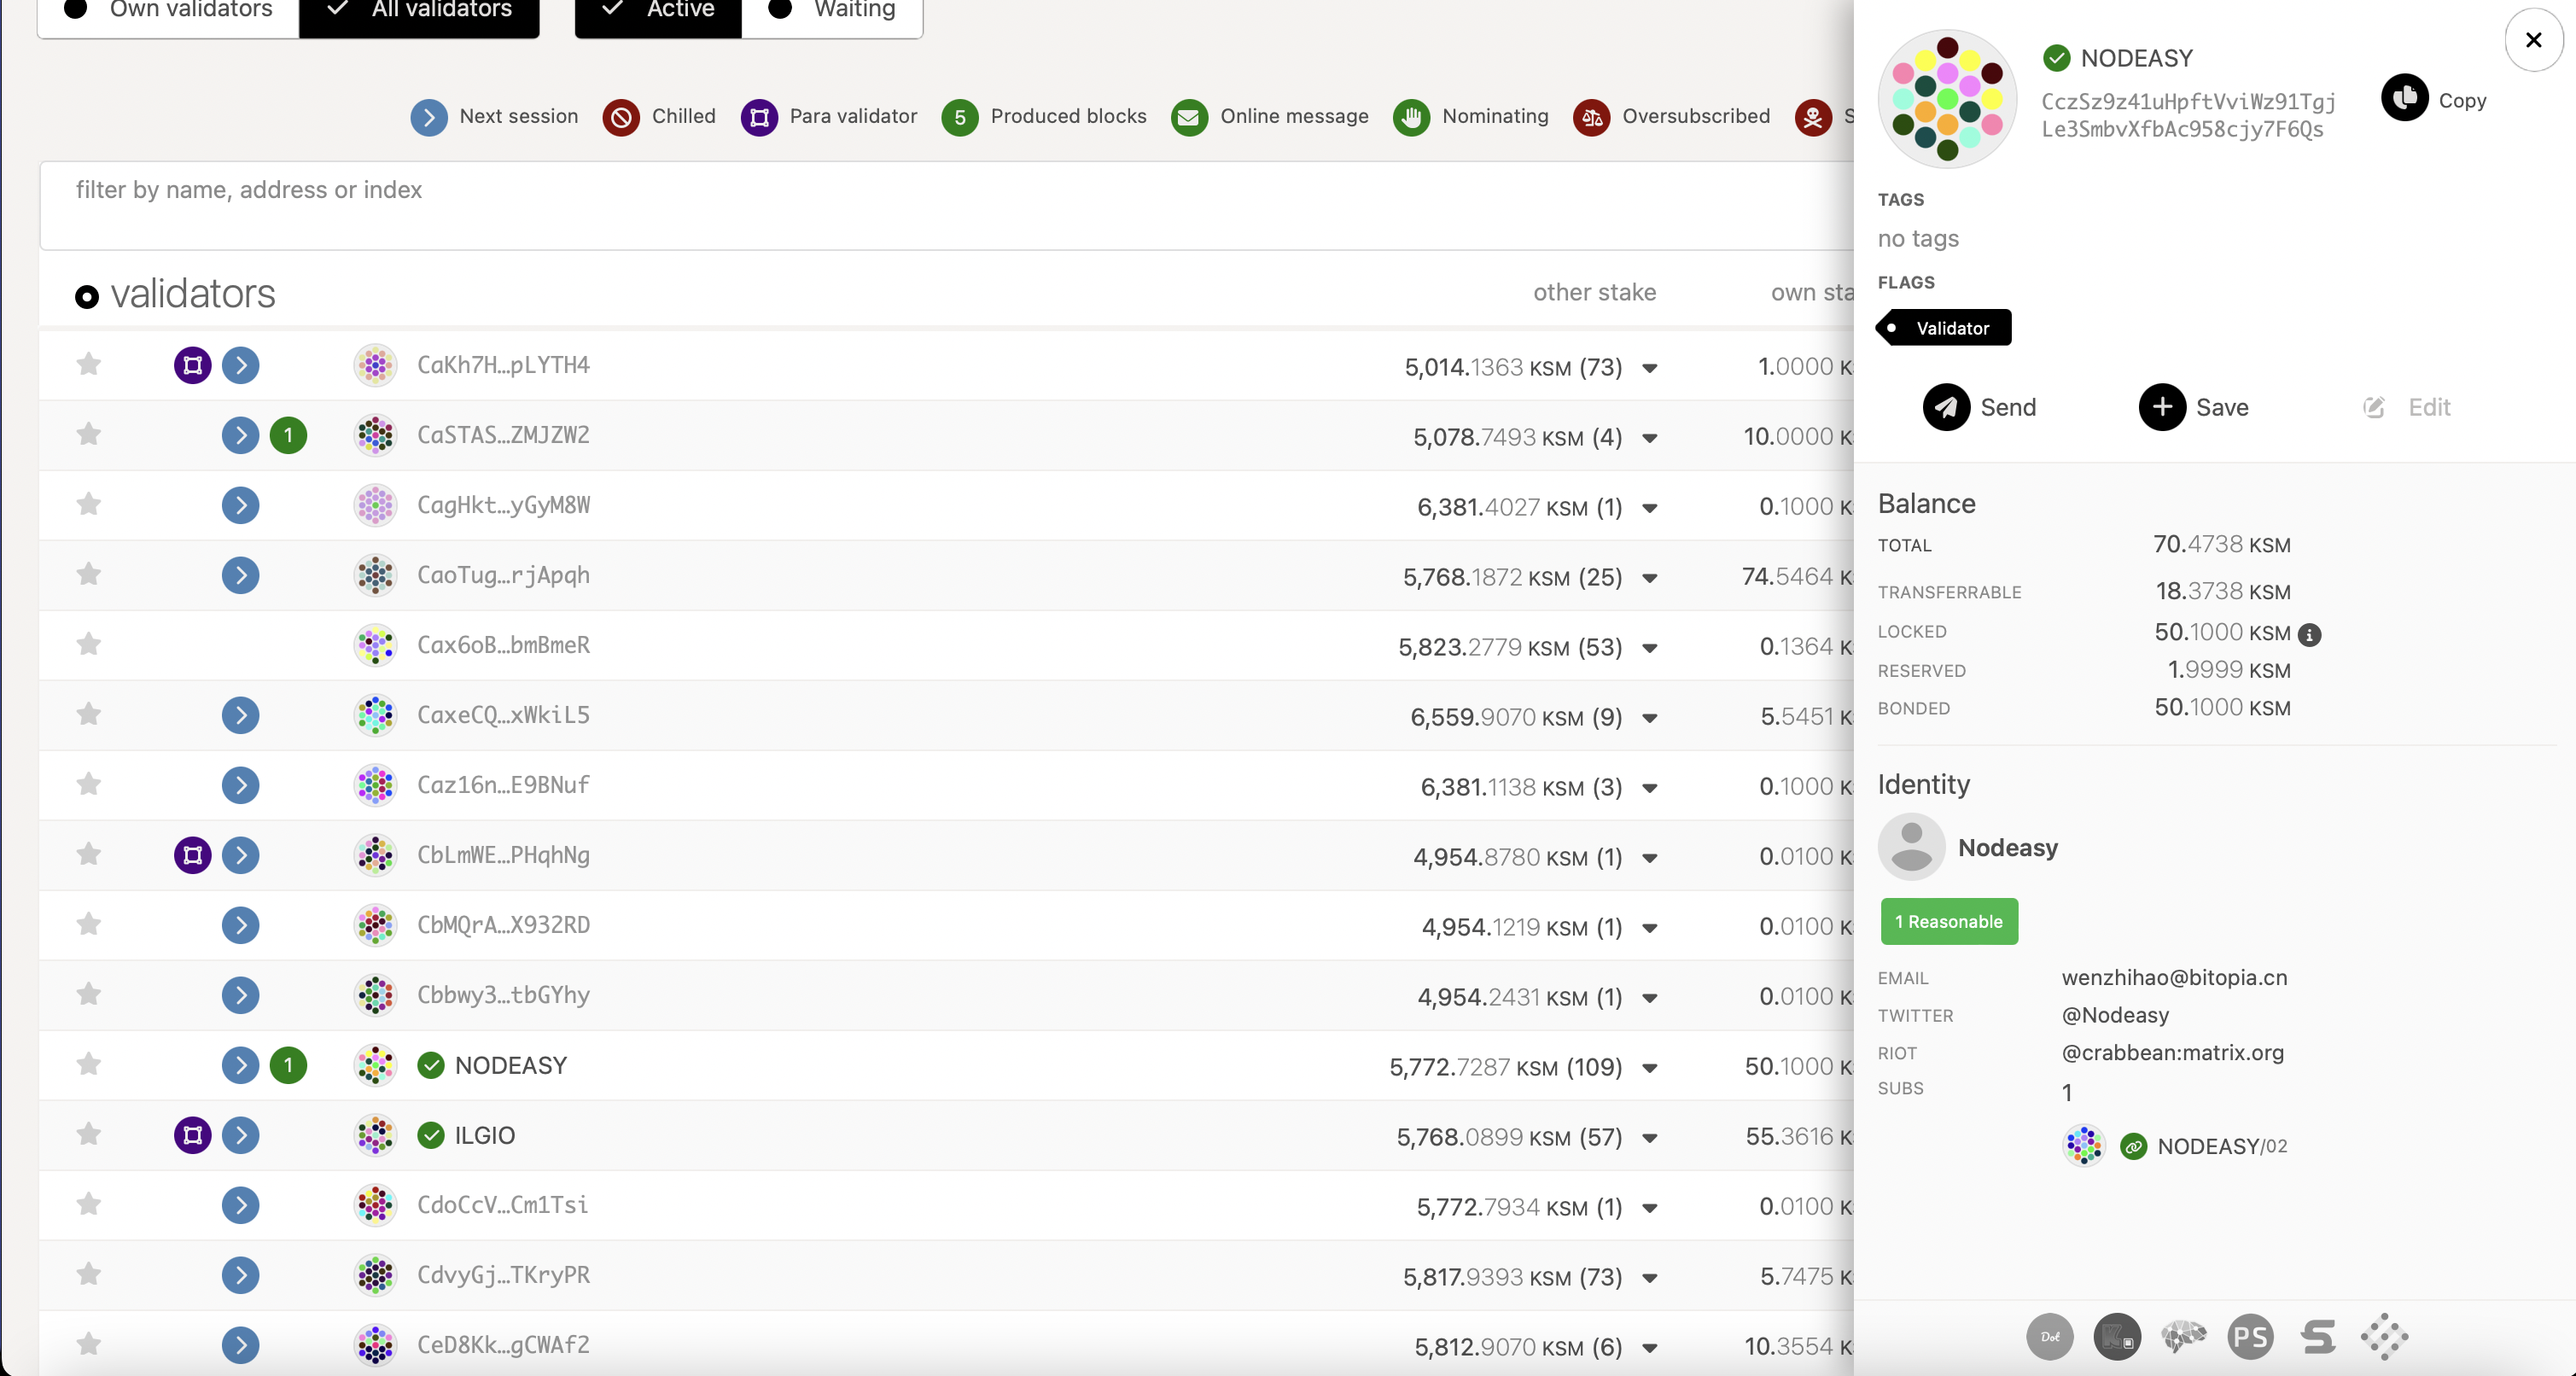 Own validators
All validators
Active
Waiting
Next session
Chilled
Para validator
5 Produced blocks
Online message
Nominating
Oversubscribed
filter by name, address or index
validators other stake own sta
CaKh7H…pLYTH4 5,014.1363 KSM (73) 1.0000 K
1 CaSTAS…ZMJZW2 5,078.7493 KSM (4) 10.0000 K
CagHkt…yGyM8W 6,381.4027 KSM (1) 0.1000 K
CaoTug…rjApqh 5,768.1872 KSM (25) 74.5464 K
Cax6oB…bmBmeR 5,823.2779 KSM (53) 0.1364 K
CaxeCQ…xWkiL5 6,559.9070 KSM (9) 5.5451 K
Caz16n…E9BNuf 6,381.1138 KSM (3) 0.1000 K
CbLmWE…PHqhNg 4,954.8780 KSM (1) 0.0100 K
CbMQrA…X932RD 4,954.1219 KSM (1) 0.0100 K
Cbbwy3…tbGYhy 4,954.2431 KSM (1) 0.0100 K
1 NODEASY 5,772.7287 KSM (109) 50.1000 K
ILGIO 5,768.0899 KSM (57) 55.3616 K
CdoCcV…Cm1Tsi 5,772.7934 KSM (1) 0.0100 K
CdvyGj…TKryPR 5,817.9393 KSM (73) 5.7475 K
CeD8Kk…gCWAf2 5,812.9070 KSM (6) 10.3554 K
NODEASY
CczSz9z41uHpftVviWz91Tgj
Le3SmbvXfbAc958cjy7F6Qs
Copy
TAGS
no tags
FLAGS
Validator
Send
Save
Edit
Balance
TOTAL 70.4738 KSM
TRANSFERRABLE 18.3738 KSM
LOCKED 50.1000 KSM
RESERVED 1.9999 KSM
BONDED 50.1000 KSM
Identity
Nodeasy
1 Reasonable
EMAIL wenzhihao@bitopia.cn
TWITTER @Nodeasy
RIOT @crabbean:matrix.org
SUBS 1
NODEASY/02
Dot
PS